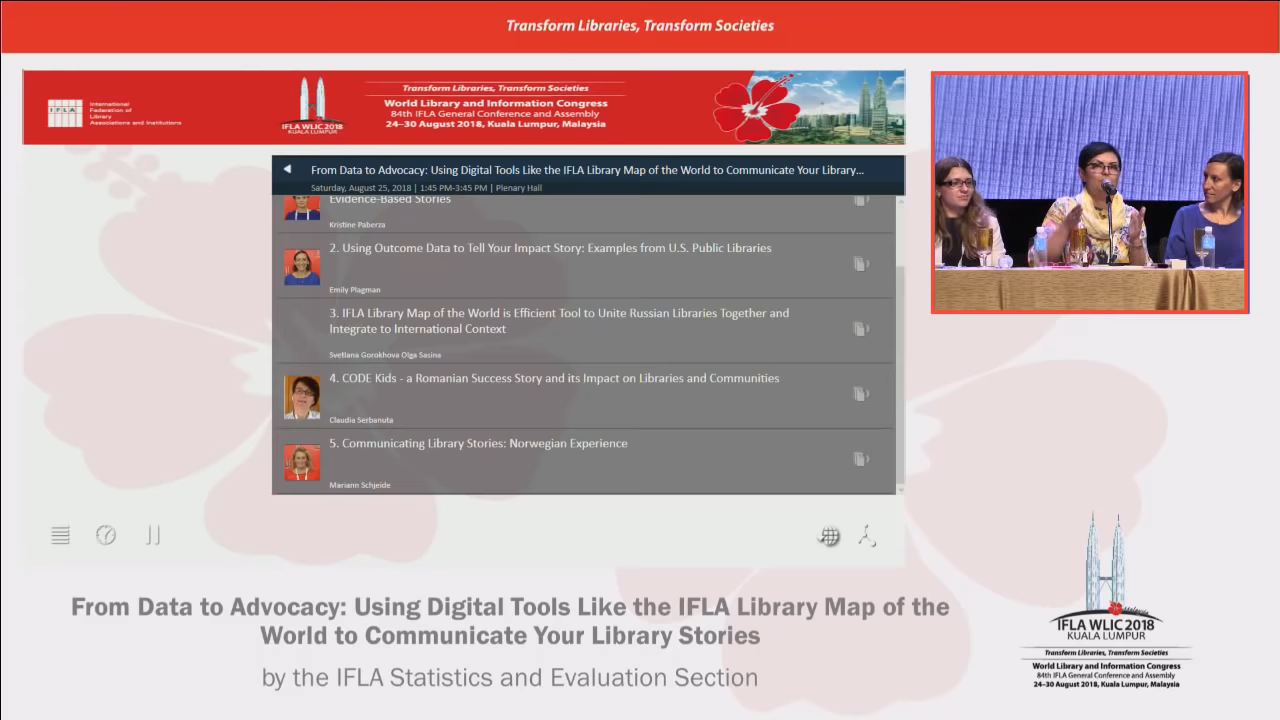 Transform Libraries, Transform Societies
IFLA
International
Federation of
Library
Associations and Institutions
IFLA WLIC 2018
KUALA LUMPUR
Transform Libraries, Transform Societies
World Library and Information Congress
84th IFLA General Conference and Assembly
24–30 August 2018, Kuala Lumpur, Malaysia
From Data to Advocacy: Using Digital Tools Like the IFLA Library Map of the World to Communicate Your Library...
Saturday, August 25, 2018 | 1:45 PM-3:45 PM | Plenary Hall
Evidence-Based Stories
Kristine Paberza
2. Using Outcome Data to Tell Your Impact Story: Examples from U.S. Public Libraries
Emily Plagman
3. IFLA Library Map of the World is Efficient Tool to Unite Russian Libraries Together and
Integrate to International Context
Svetlana Gorokhova Olga Sasina
4. CODE Kids - a Romanian Success Story and its Impact on Libraries and Communities
Claudia Serbanuta
5. Communicating Library Stories: Norwegian Experience
Mariann Schjeide
From Data to Advocacy: Using Digital Tools Like the IFLA Library Map of the
World to Communicate Your Library Stories
by the IFLA Statistics and Evaluation Section
Malaysia
IFLA WLIC 2018
KUALA LUMPUR
Transform Libraries, Transform Societies
World Library and Information Congress
84th IFLA General Conference and Assembly
24–30 August 2018, Kuala Lumpur, Malaysia